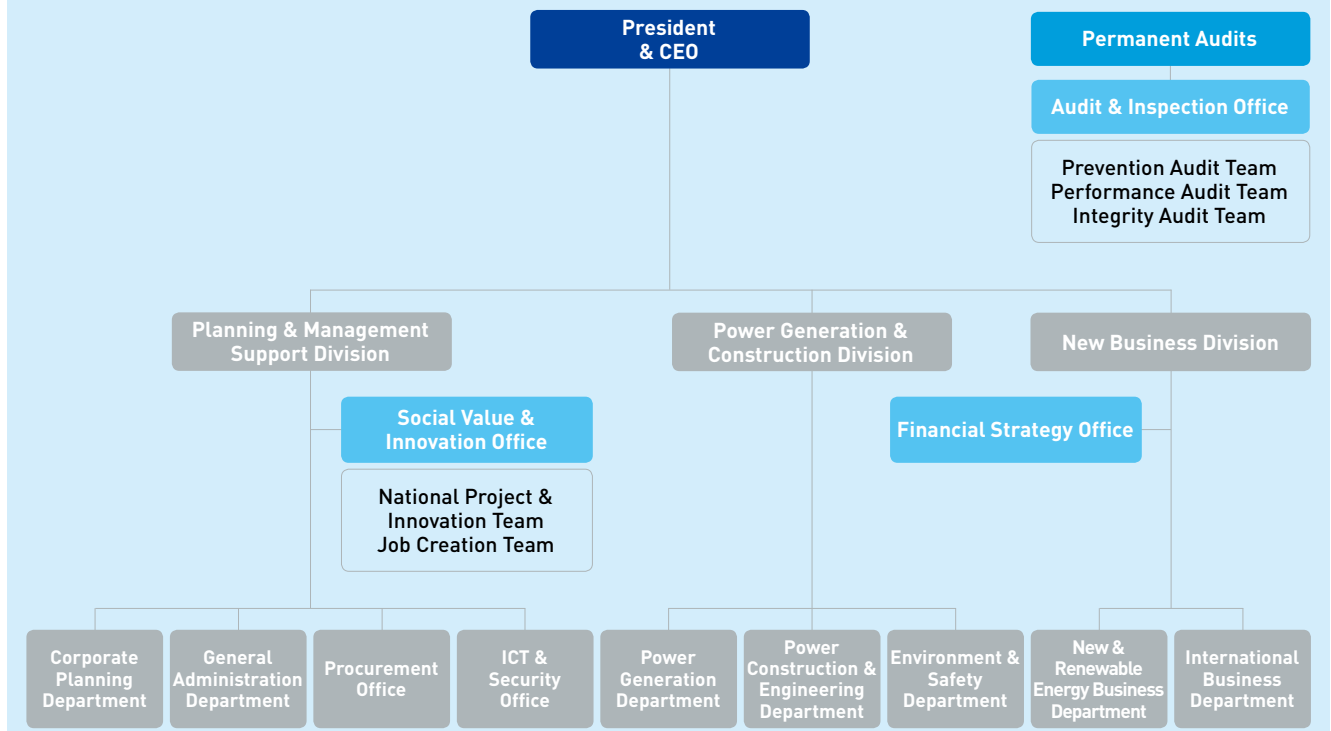 President
& CEO
Permanent Audits
Audit & Inspection Office
Prevention Audit Team
Performance Audit Team
Integrity Audit Team
Planning & Management
Support Division
Power Generation &
Construction Division
New Business Division
Social Value &
Innovation Office
Financial Strategy Office
National Project &
Innovation Team
Job Creation Team
Corporate
Planning
Department
General
Administration
Department
Procurement
Office
ICT &
Security
Office
Power
Generation
Department
Power
Construction &
Engineering
Department
Environment &
Safety
Department
New &
Renewable
Energy Business
Department
International
Business
Department